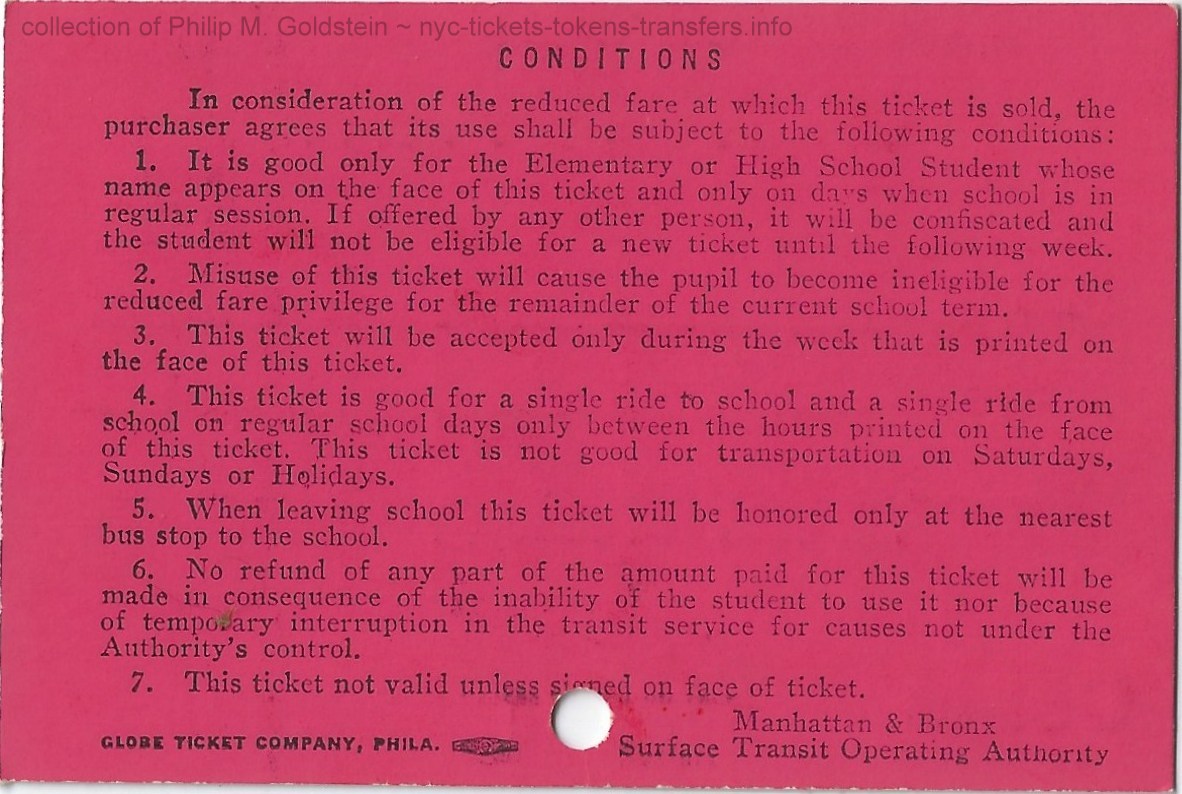 collection of Philip M. Goldstein ~ nyc-tickets-tokens-transfers.info
CONDITIONS
In consideration of the reduced fare at which this ticket is sold, the
purchaser agrees that its use shall be subject to the following conditions:
1. It is good only for the Elementary or High School Student whose
name appears on the face of this ticket and only on days when school is in
regular session. If offered by any other person, it will be confiscated and
the student will not be eligible for a new ticket until the following week.
2. Misuse of this ticket will cause the pupil to become ineligible for the
reduced fare privilege for the remainder of the current school term.
3. This ticket will be accepted only during the week that is printed on
the face of this ticket.
4. This ticket is good for a single ride to school and a single ride from
school on regular school days only between the hours printed on the face
of this ticket. This ticket is not good for transportation on Saturdays,
Sundays or Holidays.
5. When leaving school this ticket will be honored only at the nearest
bus stop to the school.
6. No refund of any part of the amount paid for this ticket will be
made in consequence of the inability of the student to use it nor because
of temporary interruption in the transit service for causes not under the
Authority's control.
7. This ticket not valid unless signed on face of ticket.
Manhattan & Bronx
GLOBE TICKET COMPANY, PHILA. Surface Transit Operating Authority